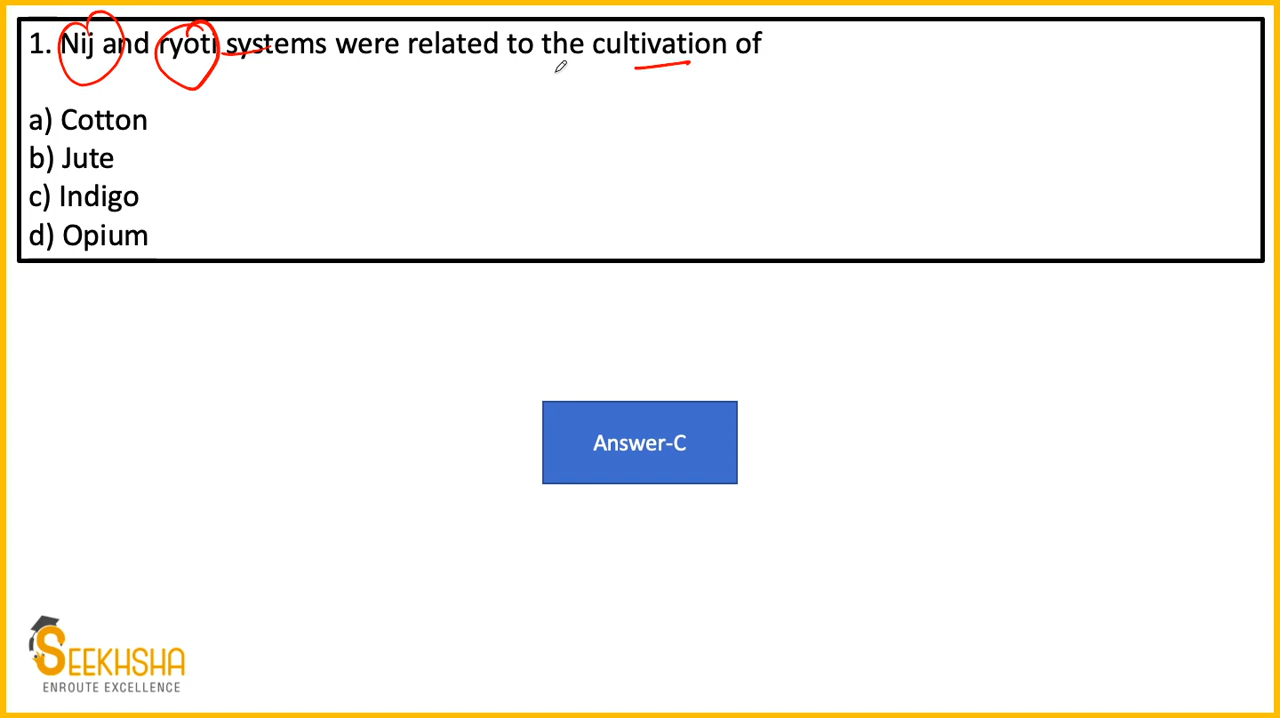 1. Nij and ryoti systems were related to the cultivation of
a) Cotton
b) Jute
c) Indigo
d) Opium
Answer-C
SEEKHSHA
ENROUTE EXCELLENCE